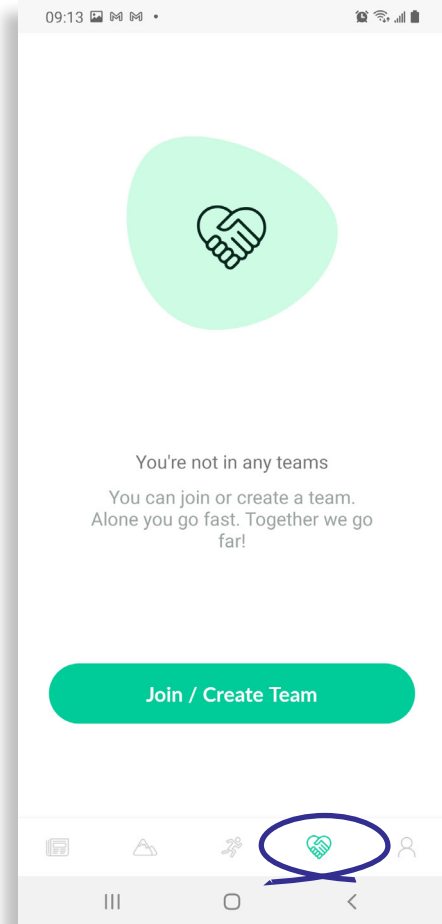 09:13
You're not in any teams
You can join or create a team.
Alone you go fast. Together we go
far!
Join / Create Team